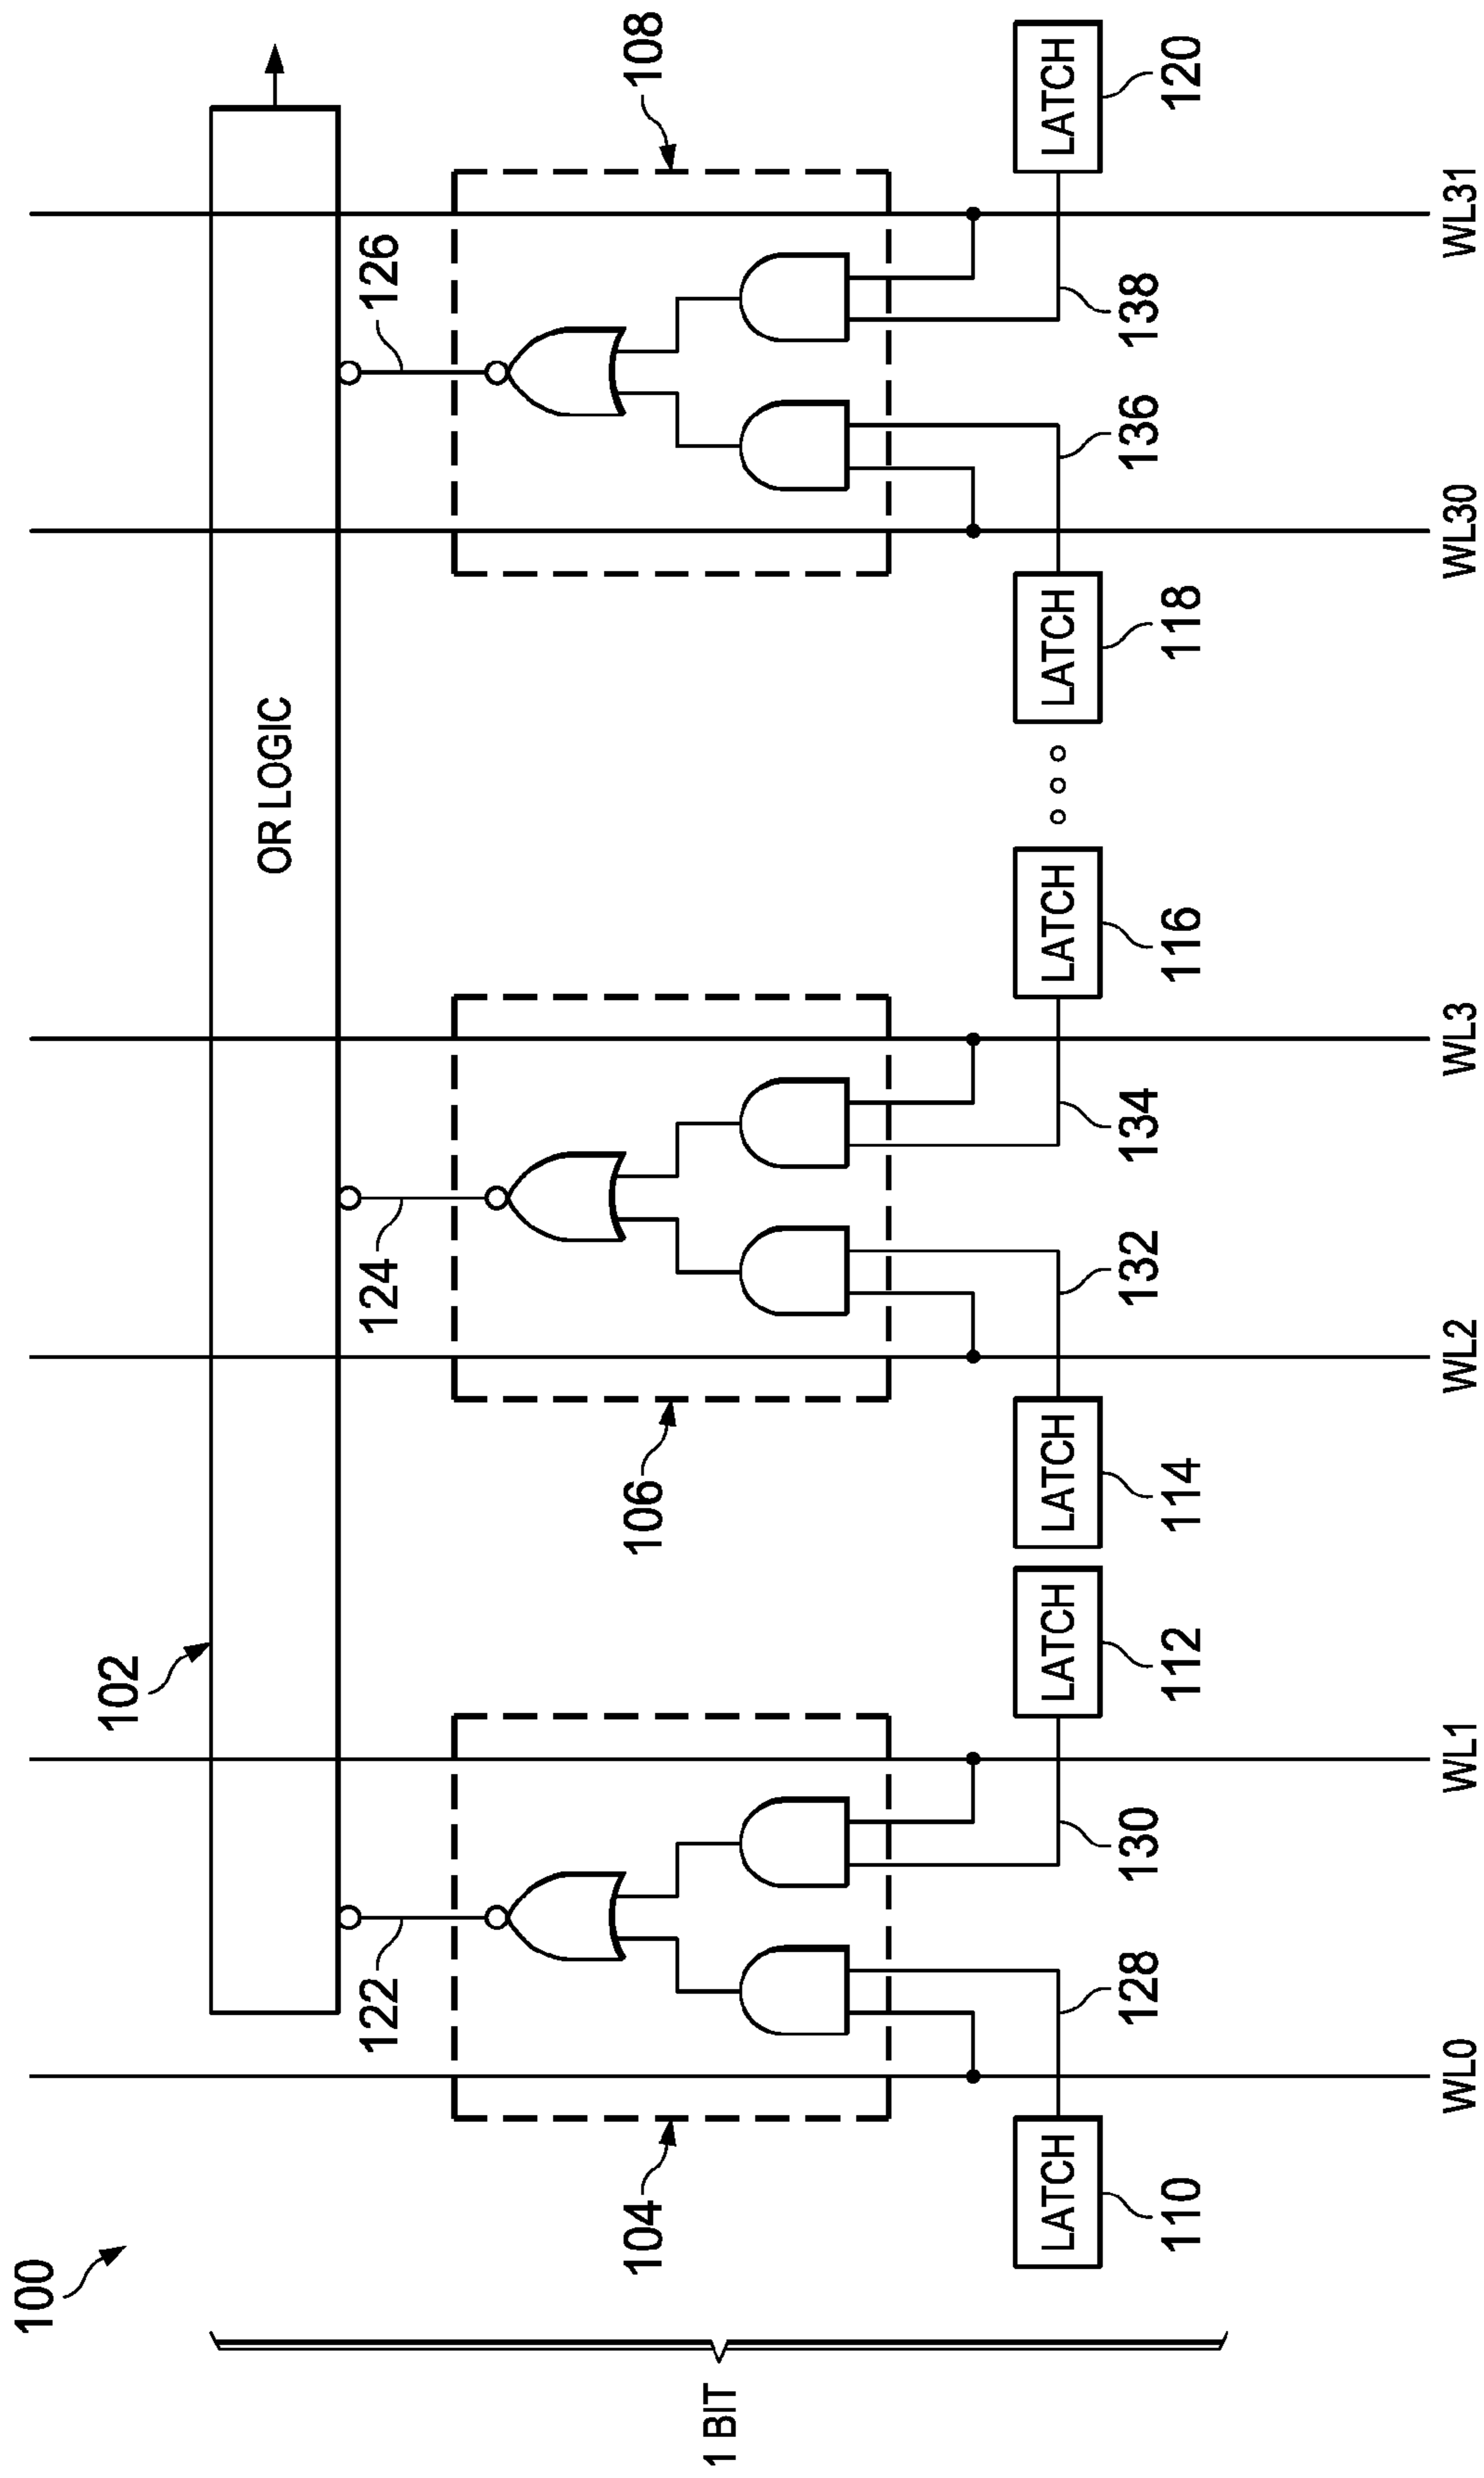 100
102
OR LOGIC
122
124
126
104
106
108
1 BIT
LATCH
LATCH
LATCH
LATCH
LATCH
LATCH
110
128
130
112
114
132
134
116
118
136
138
120
WL0
WL1
WL2
WL3
WL30
WL31